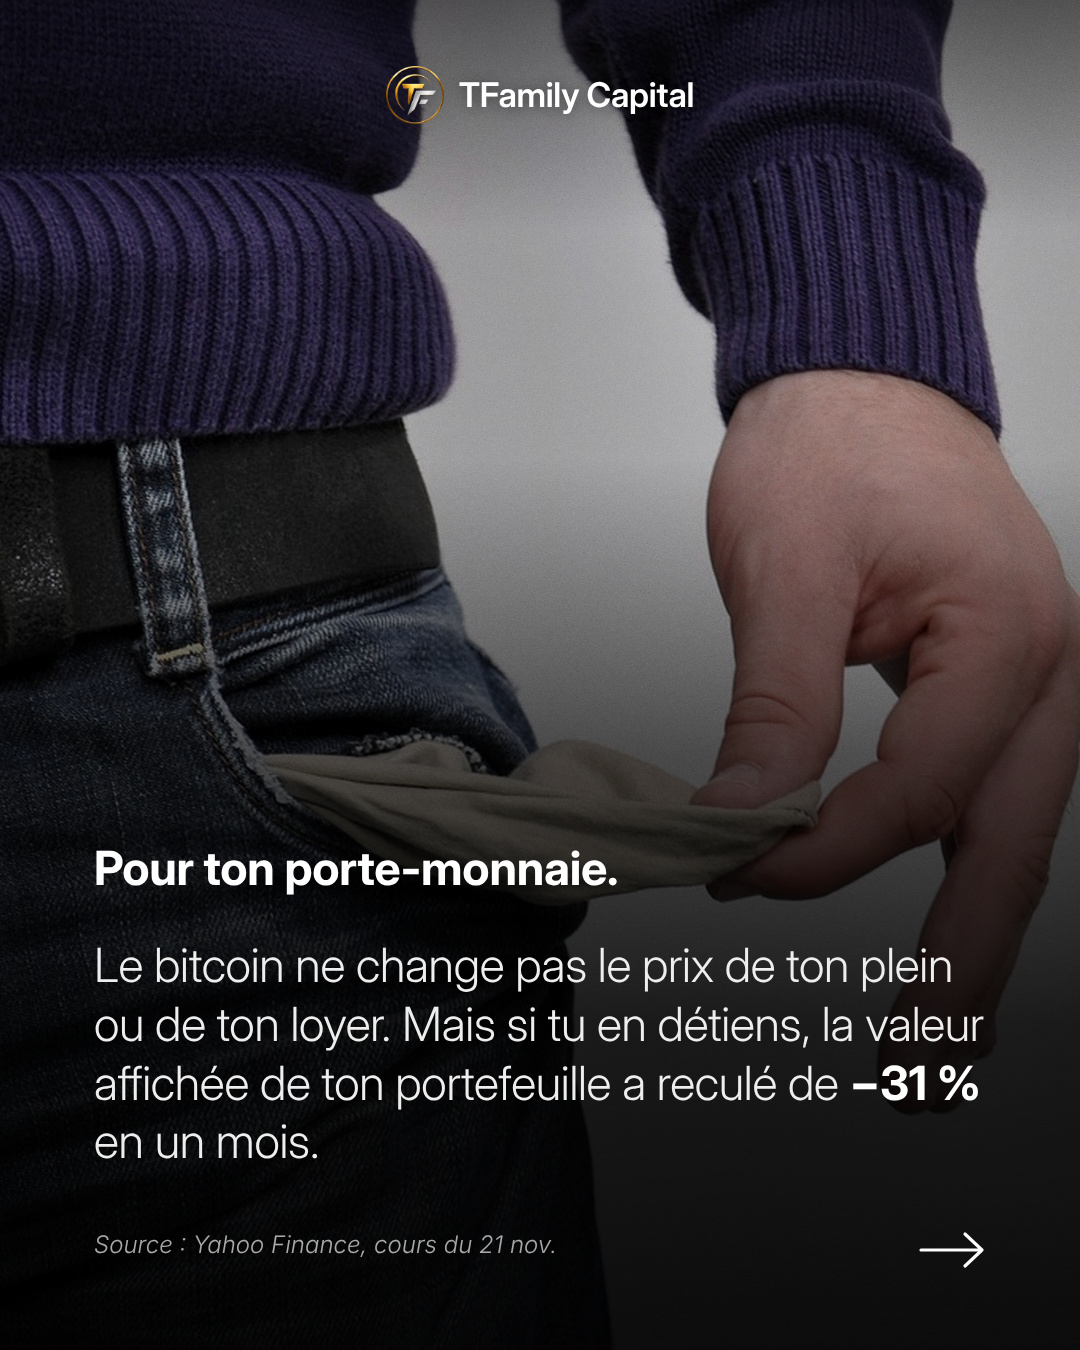 TF TFamily Capital
Pour ton porte-monnaie.
Le bitcoin ne change pas le prix de ton plein
ou de ton loyer. Mais si tu en détiens, la valeur
affichée de ton portefeuille a reculé de –31 %
en un mois.
Source : Yahoo Finance, cours du 21 nov.